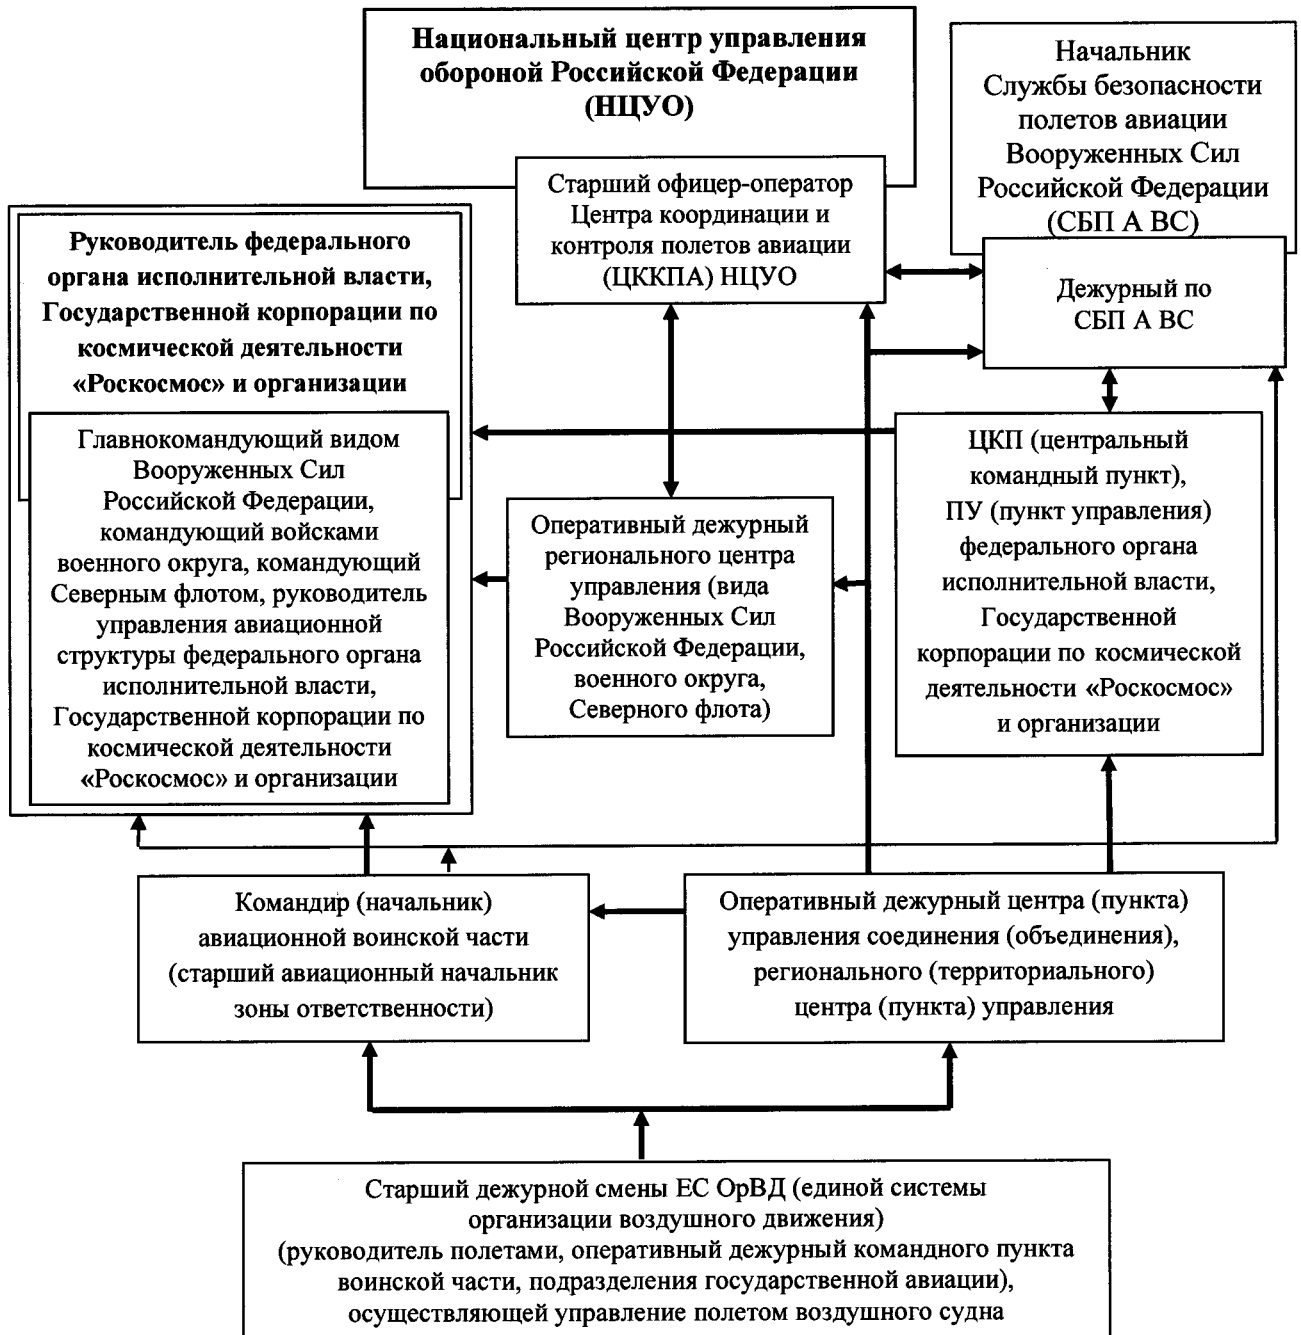 Национальный центр управления
обороной Российской Федерации
(НЦУО)
Начальник
Службы безопасности
полетов авиации
Вооруженных Сил
Российской Федерации
(СБП А ВС)
Старший офицер-оператор
Центра координации и
контроля полетов авиации
(ЦККПА) НЦУО
Дежурный по
СБП А ВС
Руководитель федерального
органа исполнительной власти,
Государственной корпорации по
космической деятельности
«Роскосмос» и организации
Главнокомандующий видом
Вооруженных Сил
Российской Федерации,
командующий войсками
военного округа, командующий
Северным флотом, руководитель
управления авиационной
структуры федерального органа
исполнительной власти,
Государственной корпорации по
космической деятельности
«Роскосмос» и организации
Оперативный дежурный
регионального центра
управления (вида
Вооруженных Сил
Российской Федерации,
военного округа,
Северного флота)
ЦКП (центральный
командный пункт),
ПУ (пункт управления)
федерального органа
исполнительной власти,
Государственной
корпорации по космической
деятельности «Роскосмос»
и организации
Командир (начальник)
авиационной воинской части
(старший авиационный начальник
зоны ответственности)
Оперативный дежурный центра (пункта)
управления соединения (объединения),
регионального (территориального)
центра (пункта) управления
Старший дежурной смены ЕС ОрВД (единой системы
организации воздушного движения)
(руководитель полетами, оперативный дежурный командного пункта
воинской части, подразделения государственной авиации),
осуществляющей управление полетом воздушного судна